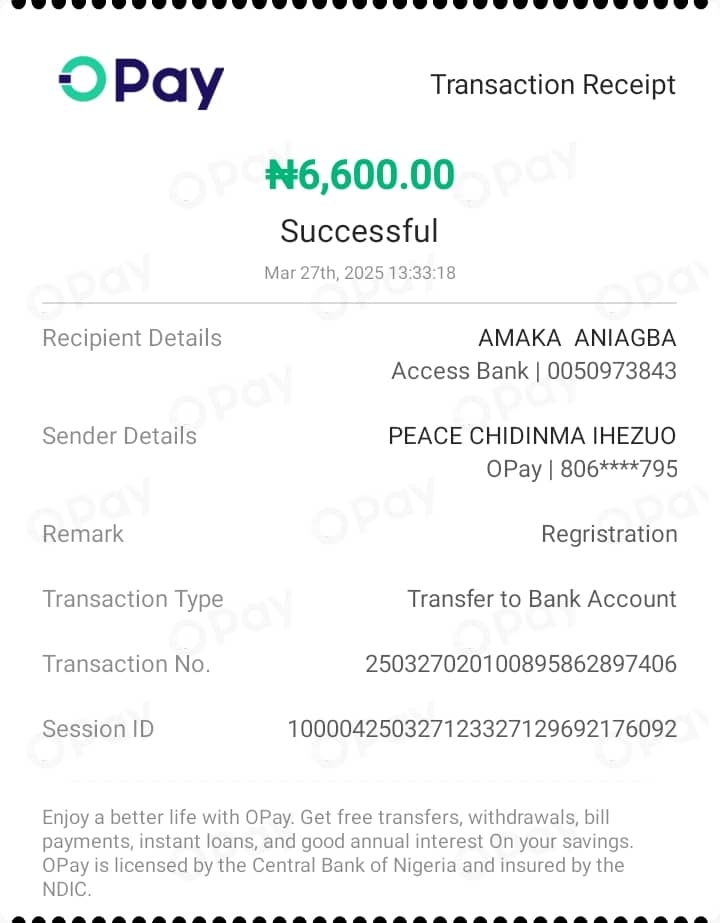 OPay
Transaction Receipt
₦6,600.00
Successful
Mar 27th, 2025 13:33:18
Recipient Details
AMAKA ANIAGBA
Access Bank | 0050973843
Sender Details
PEACE CHIDINMA IHEZUO
OPay | 806****795
Remark
Regristration
Transaction Type
Transfer to Bank Account
Transaction No.
250327020100895862897406
Session ID
100004250327123327129692176092
Enjoy a better life with OPay. Get free transfers, withdrawals, bill
payments, instant loans, and good annual interest On your savings.
OPay is licensed by the Central Bank of Nigeria and insured by the
NDIC.